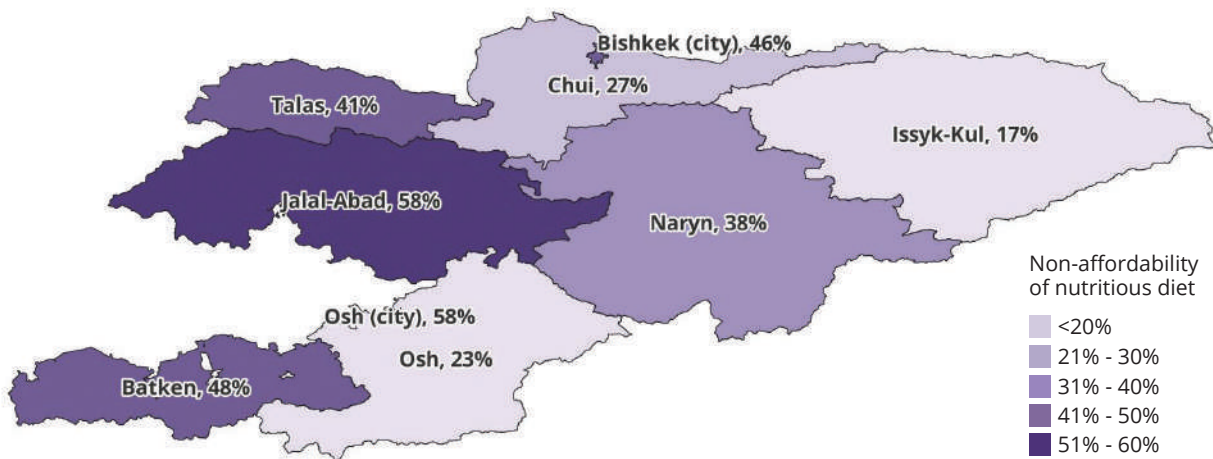 Bishkek (city), 46%
Talas, 41%
Chui, 27%
Issyk-Kul, 17%
Jalal-Abad, 58%
Naryn, 38%
Osh (city), 58%
Osh, 23%
Batken, 48%
Non-affordability
of nutritious diet
<20%
21% - 30%
31% - 40%
41% - 50%
51% - 60%